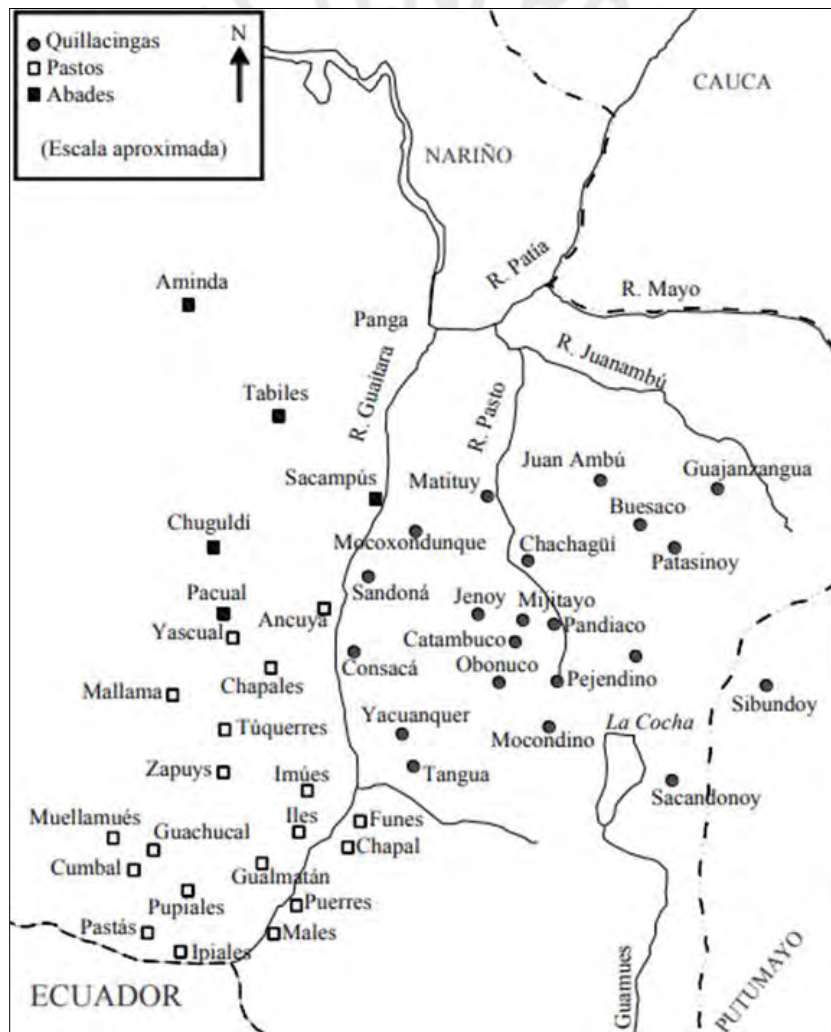 N
Quillacingas
Pastos
Abades
(Escala aproximada)
CAUCA
NARIÑO
R. Patía
Aminda
R. Mayo
Panga
R. Juanambú
R. Guaitara
R. Pasto
Tabiles
Juan Ambú
Guajanzangua
Sacampús
Matituy
Buesaco
Chuguldí
Mocoxondunque
Chachagüí
Patasinoy
Sandoná
Pacual
Jenoy
Mijitayo
Ancuya
Pandiaco
Yascual
Catambuco
Consacá
Obonuco
Chapales
Pejendino
Mallama
Sibundoy
Yacuanquer
La Cocha
Túquerres
Mocondino
Zapuys
Imúes
Tangua
Sacandonoy
Muellamués
Iles
Funes
Guachucal
Chapal
Cumbal
Gualmatán
Pupiales
Puerres
Pastás
Males
Ipiales
ECUADOR
Guamues
PUTUMAYO